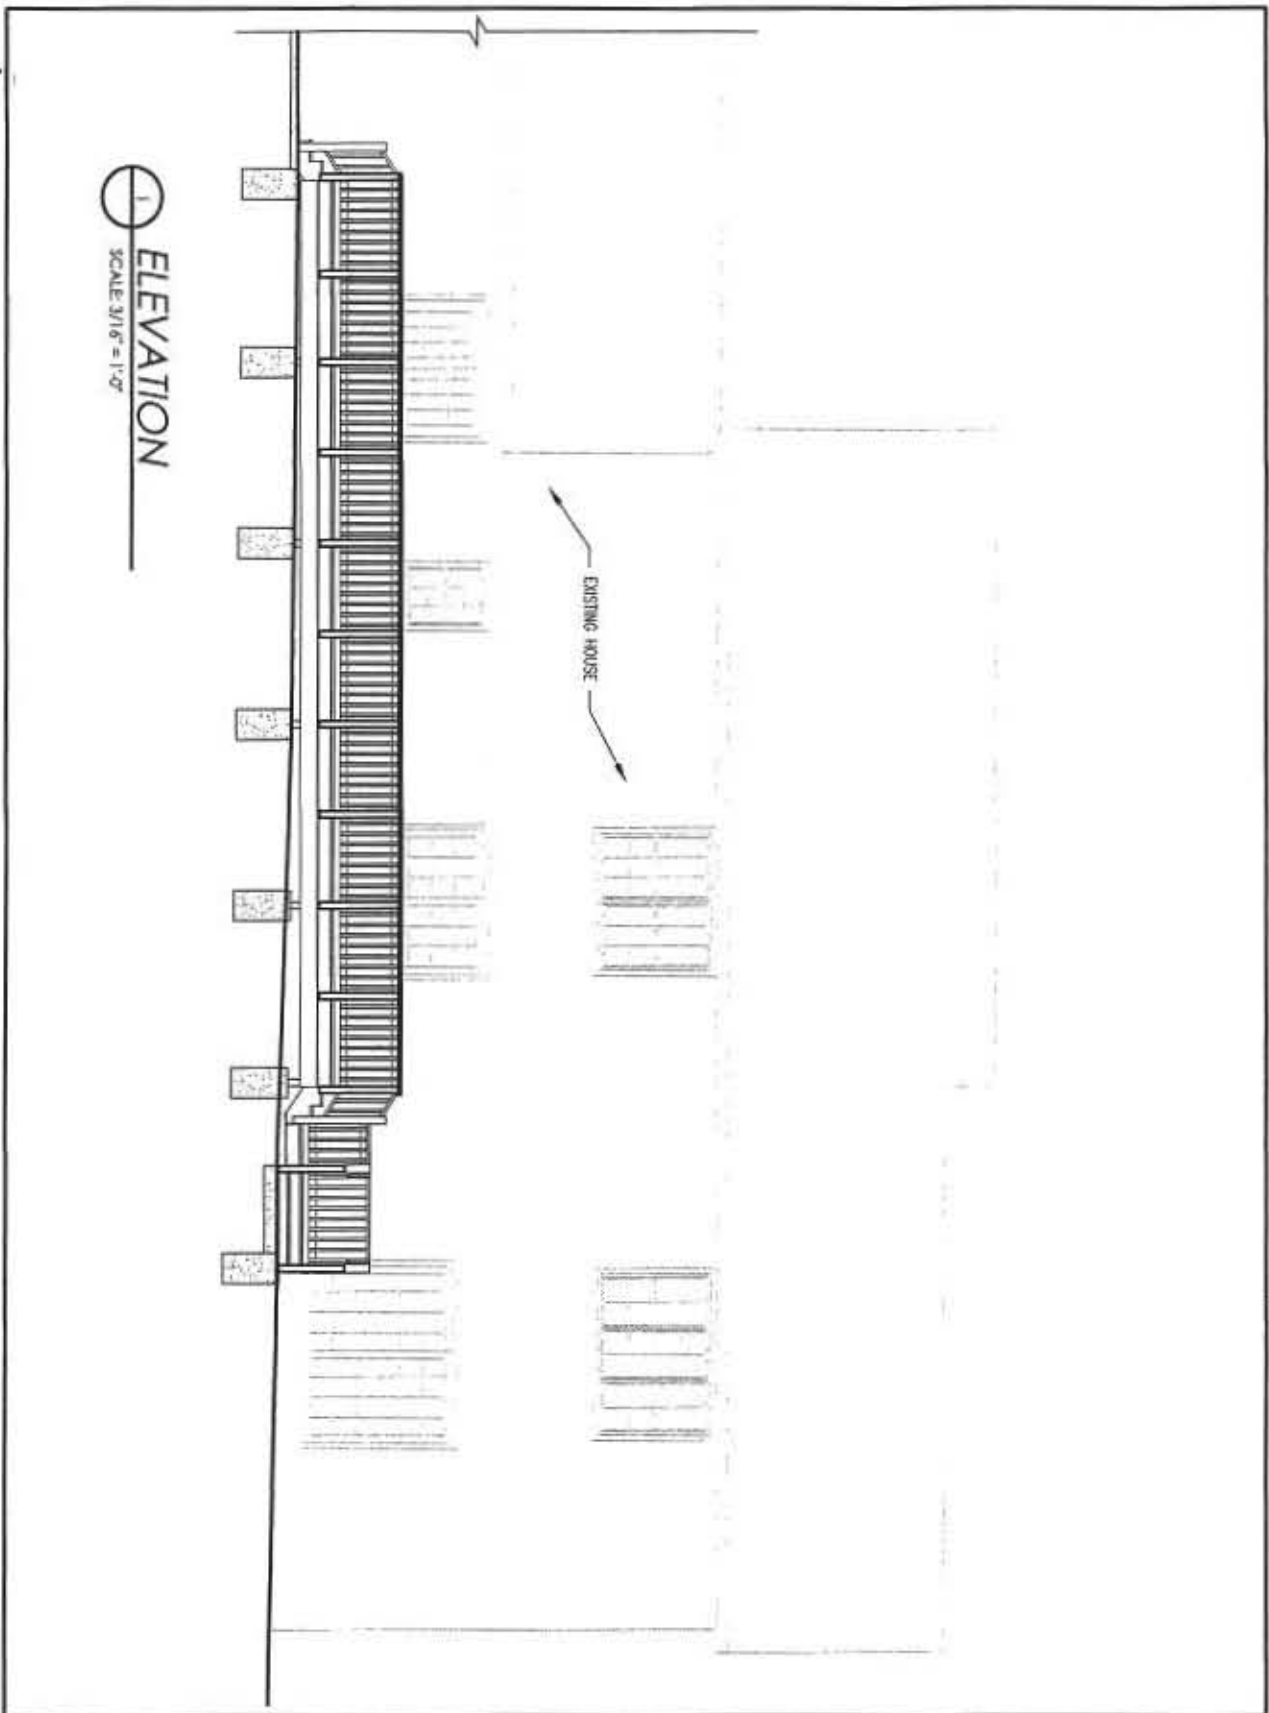 EXISTING HOUSE
1
ELEVATION
SCALE: 3/16" = 1'-0"